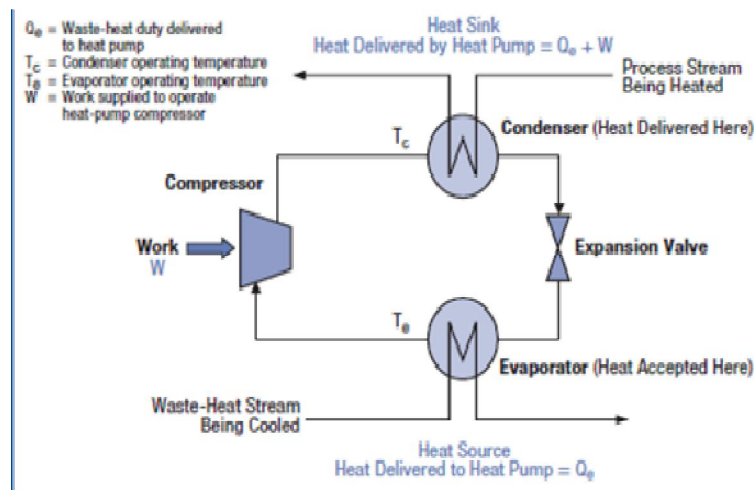 Qe = Waste-heat duty delivered
to heat pump
Tc = Condenser operating temperature
Te = Evaporator operating temperature
W = Work supplied to operate
heat-pump compressor
Heat Sink
Heat Delivered by Heat Pump = Qe + W
Process Stream
Being Heated
Tc
Condenser (Heat Delivered Here)
Compressor
Work
W
Expansion Valve
Te
Evaporator (Heat Accepted Here)
Waste-Heat Stream
Being Cooled
Heat Source
Heat Delivered to Heat Pump = Qe